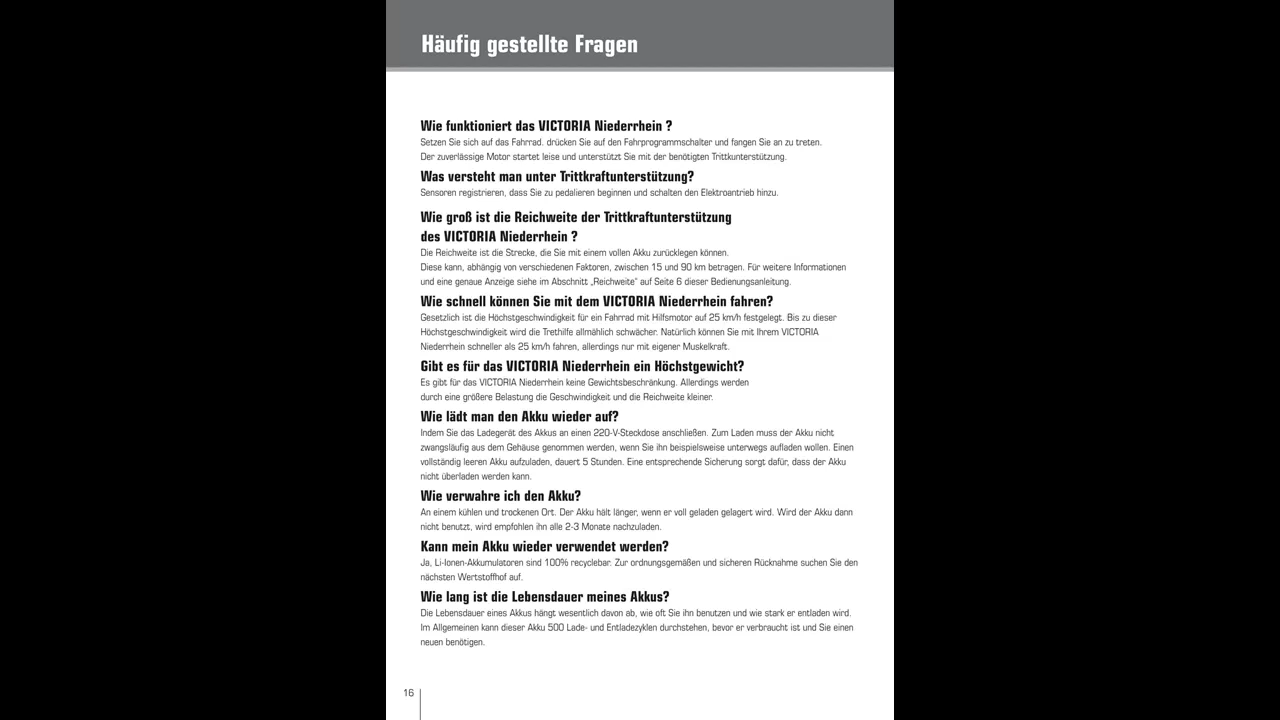 Häufig gestellte Fragen
Wie funktioniert das VICTORIA Niederrhein ?
Setzen Sie sich auf das Fahrrad. drücken Sie auf den Fahrprogrammschalter und fangen Sie an zu treten.
Der zuverlässige Motor startet leise und unterstützt Sie mit der benötigten Trittkunterstützung.
Was versteht man unter Trittkraftunterstützung?
Sensoren registrieren, dass Sie zu pedalieren beginnen und schalten den Elektroantrieb hinzu.
Wie groß ist die Reichweite der Trittkraftunterstützung
des VICTORIA Niederrhein ?
Die Reichweite ist die Strecke, die Sie mit einem vollen Akku zurücklegen können.
Diese kann, abhängig von verschiedenen Faktoren, zwischen 15 und 90 km betragen. Für weitere Informationen
und eine genaue Anzeige siehe im Abschnitt „Reichweite“ auf Seite 6 dieser Bedienungsanleitung.
Wie schnell können Sie mit dem VICTORIA Niederrhein fahren?
Gesetzlich ist die Höchstgeschwindigkeit für ein Fahrrad mit Hilfsmotor auf 25 km/h festgelegt. Bis zu dieser
Höchstgeschwindigkeit wird die Trethilfe allmählich schwächer. Natürlich können Sie mit Ihrem VICTORIA
Niederrhein schneller als 25 km/h fahren, allerdings nur mit eigener Muskelkraft.
Gibt es für das VICTORIA Niederrhein ein Höchstgewicht?
Es gibt für das VICTORIA Niederrhein keine Gewichtsbeschränkung. Allerdings werden
durch eine größere Belastung die Geschwindigkeit und die Reichweite kleiner.
Wie lädt man den Akku wieder auf?
Indem Sie das Ladegerät des Akkus an einen 220-V-Steckdose anschließen. Zum Laden muss der Akku nicht
zwangsläufig aus dem Gehäuse genommen werden, wenn Sie ihn beispielsweise unterwegs aufladen wollen. Einen
vollständig leeren Akku aufzuladen, dauert 5 Stunden. Eine entsprechende Sicherung sorgt dafür, dass der Akku
nicht überladen werden kann.
Wie verwahre ich den Akku?
An einem kühlen und trockenen Ort. Der Akku hält länger, wenn er voll geladen gelagert wird. Wird der Akku dann
nicht benutzt, wird empfohlen ihn alle 2-3 Monate nachzuladen.
Kann mein Akku wieder verwendet werden?
Ja, Li-Ionen-Akkumulatoren sind 100% recyclebar. Zur ordnungsgemäßen und sicheren Rücknahme suchen Sie den
nächsten Wertstoffhof auf.
Wie lang ist die Lebensdauer meines Akkus?
Die Lebensdauer eines Akkus hängt wesentlich davon ab, wie oft Sie ihn benutzen und wie stark er entladen wird.
Im Allgemeinen kann dieser Akku 500 Lade- und Entladezyklen durchstehen, bevor er verbraucht ist und Sie einen
neuen benötigen.
16